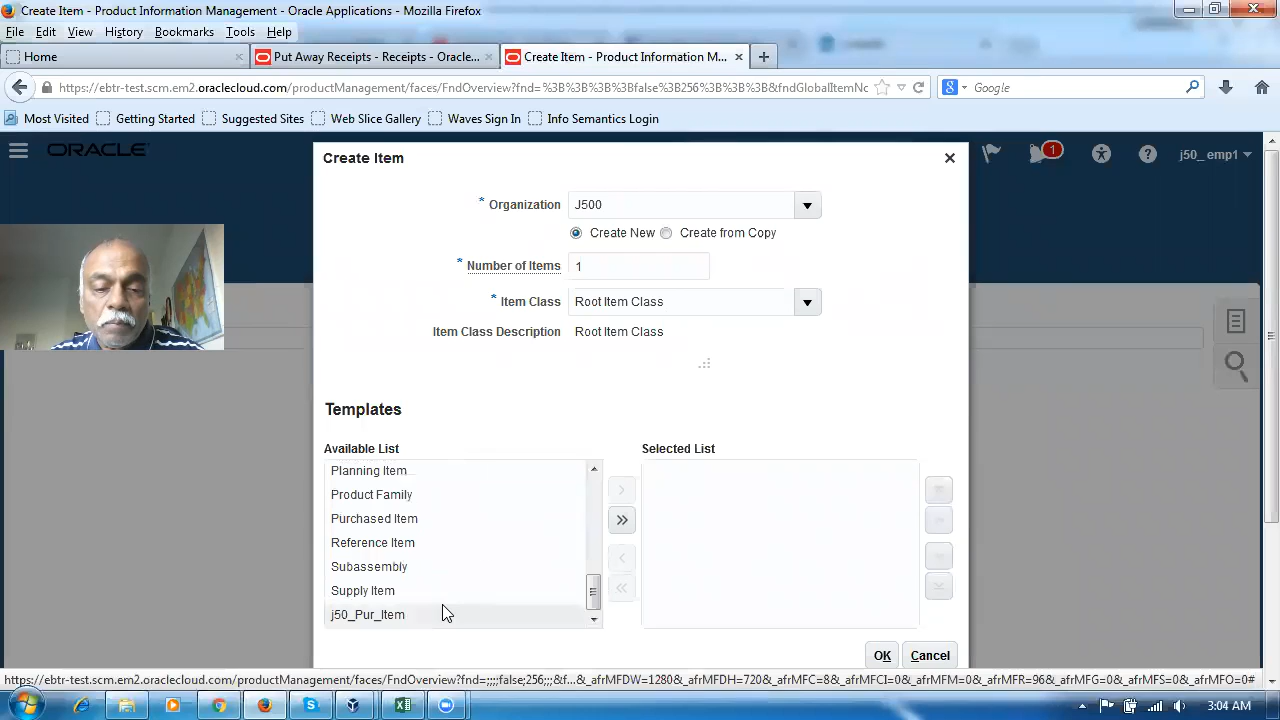 Create Item - Product Information Management - Oracle Applications - Mozilla Firefox
File Edit View History Bookmarks Tools Help
Home Put Away Receipts - Receipts - Oracle... Create Item - Product Information M...
https://ebtr-test.scm.em2.oraclecloud.com/productManagement/faces/FndOverview?fnd=%3B%3B%3B%3Bfalse%3B256%3B%3B%3B&fndGlobalItemNc Google
Most Visited Getting Started Suggested Sites Web Slice Gallery Waves Sign In Info Semantics Organization
ORACLE 1 j50_emp1
Create Item
* Organization J500
Create New Create from Copy
* Number of Items 1
* Item Class Root Item Class
Item Class Description Root Item Class
Templates
Available List Selected List
Planning Item
Product Family
Purchased Item
Reference Item
Subassembly
Supply Item
j50_Pur_Item
OK Cancel
https://ebtr-test.scm.em2.oraclecloud.com/productManagement/faces/FndOverview?fnd=;;;;false;256;;;&f..._afrMFDW=1280&_afrMFDH=720&_afrMFC=8&_afrMFCI=0&_afrMFM=0&_afrMFR=96&_afrMFG=0&_afrMFS=0&_afrMFO=0#
3:04 AM